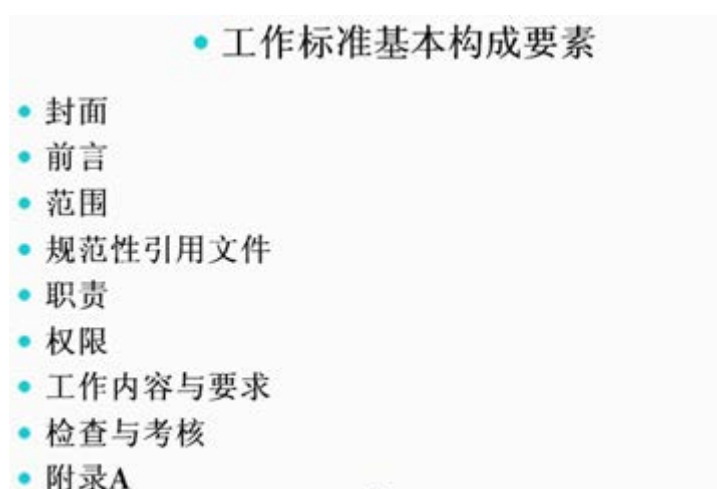 • 工作标准基本构成要素
• 封面
• 前言
• 范围
• 规范性引用文件
• 职责
• 权限
• 工作内容与要求
• 检查与考核
• 附录A